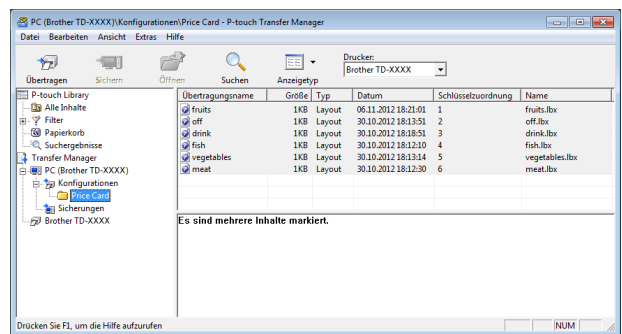 PC (Brother TD-XXXX)\Konfigurationen\Price Card - P-touch Transfer Manager
Datei Bearbeiten Ansicht Extras Hilfe
Übertragen Sichern Öffnen Suchen Anzeigetyp
Drucker:
Brother TD-XXXX
P-touch Library
Alle Inhalte
Filter
Papierkorb
Suchergebnisse
Transfer Manager
PC (Brother TD-XXXX)
Konfigurationen
Price Card
Sicherungen
Brother TD-XXXX
Übertragungsname Größe Typ Datum Schlüsselzuordnung Name
fruits 1KB Layout 06.11.2012 18:21:01 1 fruits.lbx
off 1KB Layout 30.10.2012 18:13:51 2 off.lbx
drink 1KB Layout 30.10.2012 18:18:51 3 drink.lbx
fish 1KB Layout 30.10.2012 18:12:10 4 fish.lbx
vegetables 1KB Layout 30.10.2012 18:13:14 5 vegetables.lbx
meat 1KB Layout 30.10.2012 18:12:30 6 meat.lbx
Es sind mehrere Inhalte markiert.
Drücken Sie F1, um die Hilfe aufzurufen
NUM